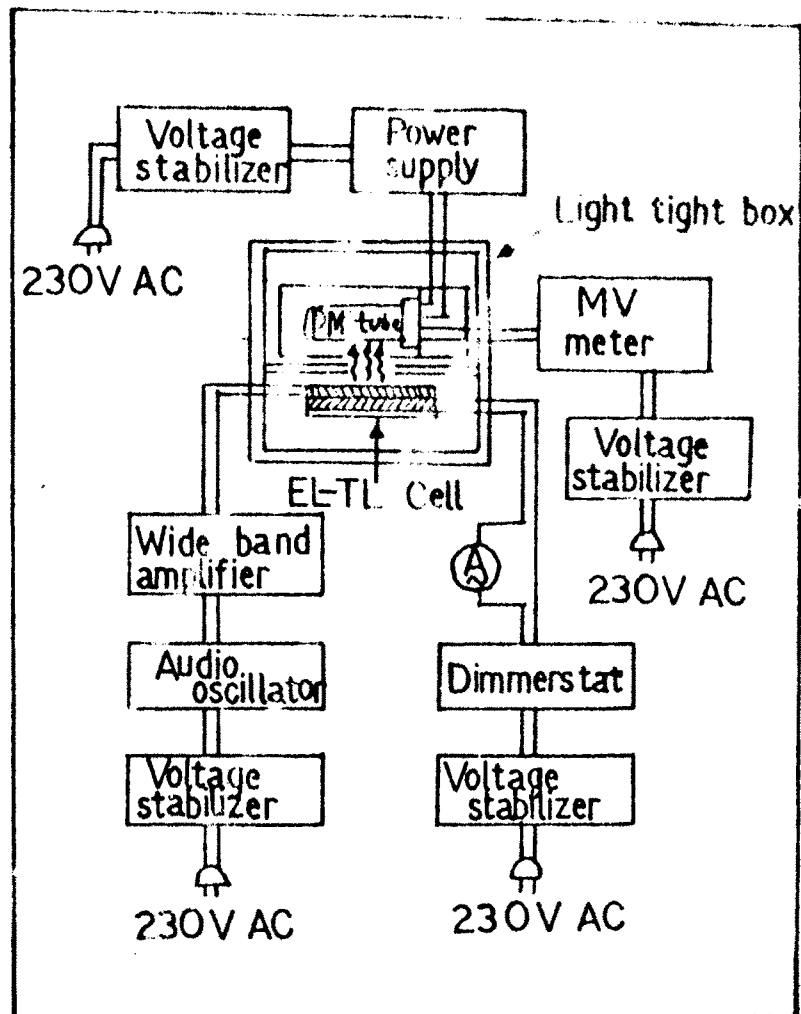 Voltage
stabilizer
Power
supply
Light tight box
230V AC
PM tube
MV
meter
EL-TL Cell
Voltage
stabilizer
230V AC
Wide band
amplifier
A
Audio
oscillator
Dimmerstat
Voltage
stabilizer
Voltage
stabilizer
230V AC
230V AC